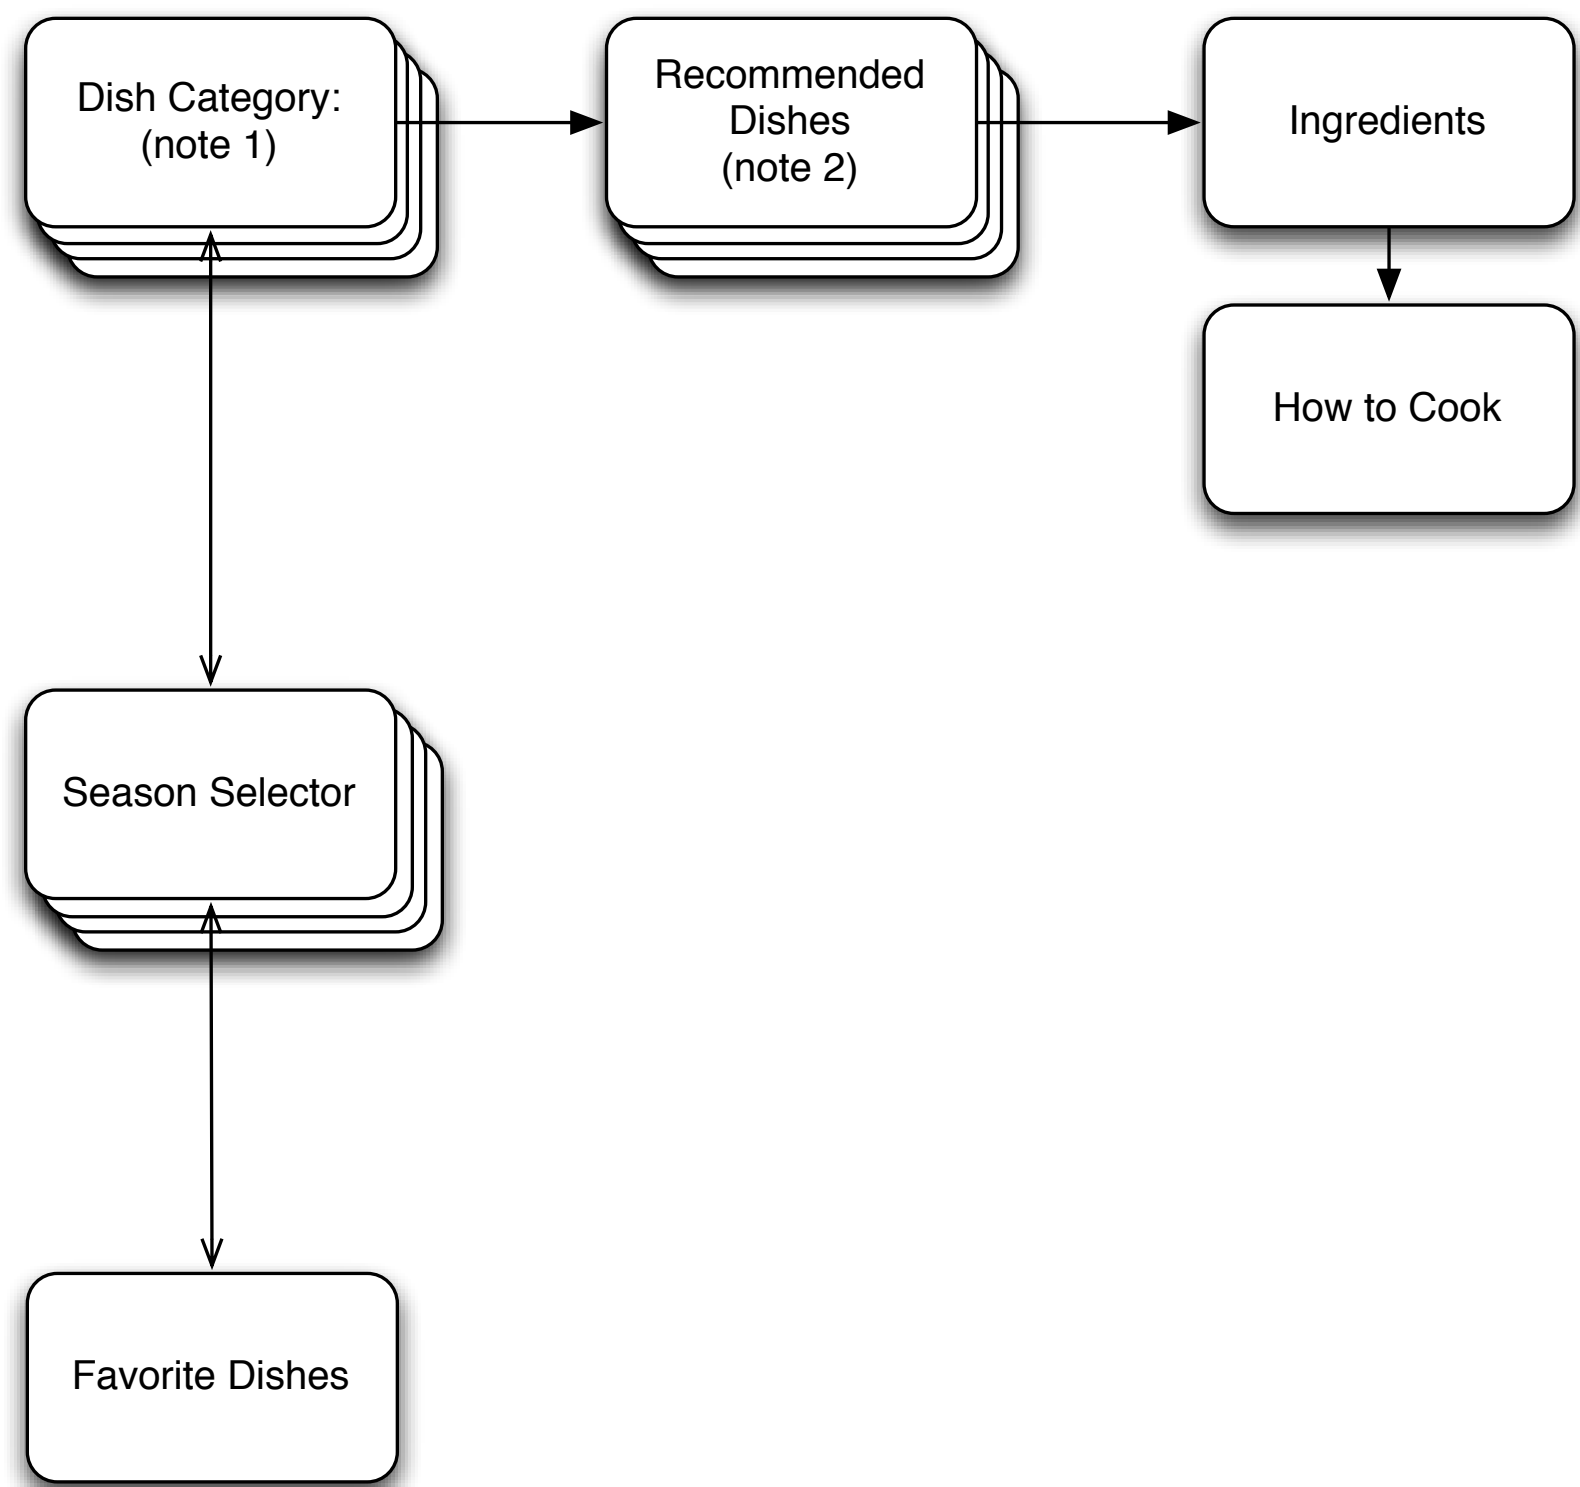 Dish Category:
(note 1)
Recommended
Dishes
(note 2)
Ingredients
How to Cook
Season Selector
Favorite Dishes